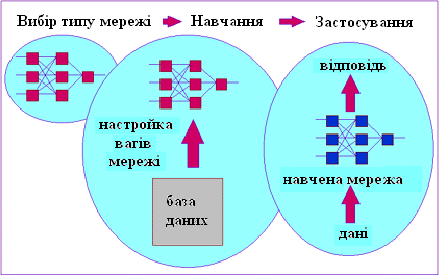 Вибір типу мережі Навчання Застосування
настройка
вагів
мережі
база
даних
відповідь
навчена мережа
дані